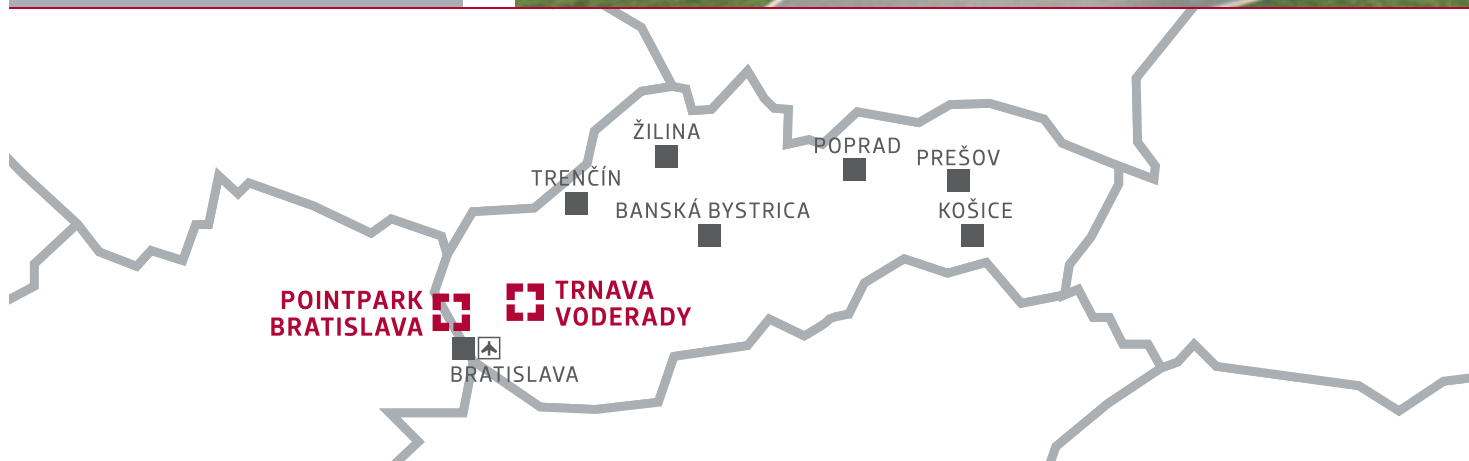 ŽILINA
POPRAD
PREŠOV
TRENČÍN
BANSKÁ BYSTRICA
KOŠICE
POINTPARK
BRATISLAVA
TRNAVA
VODERADY
BRATISLAVA